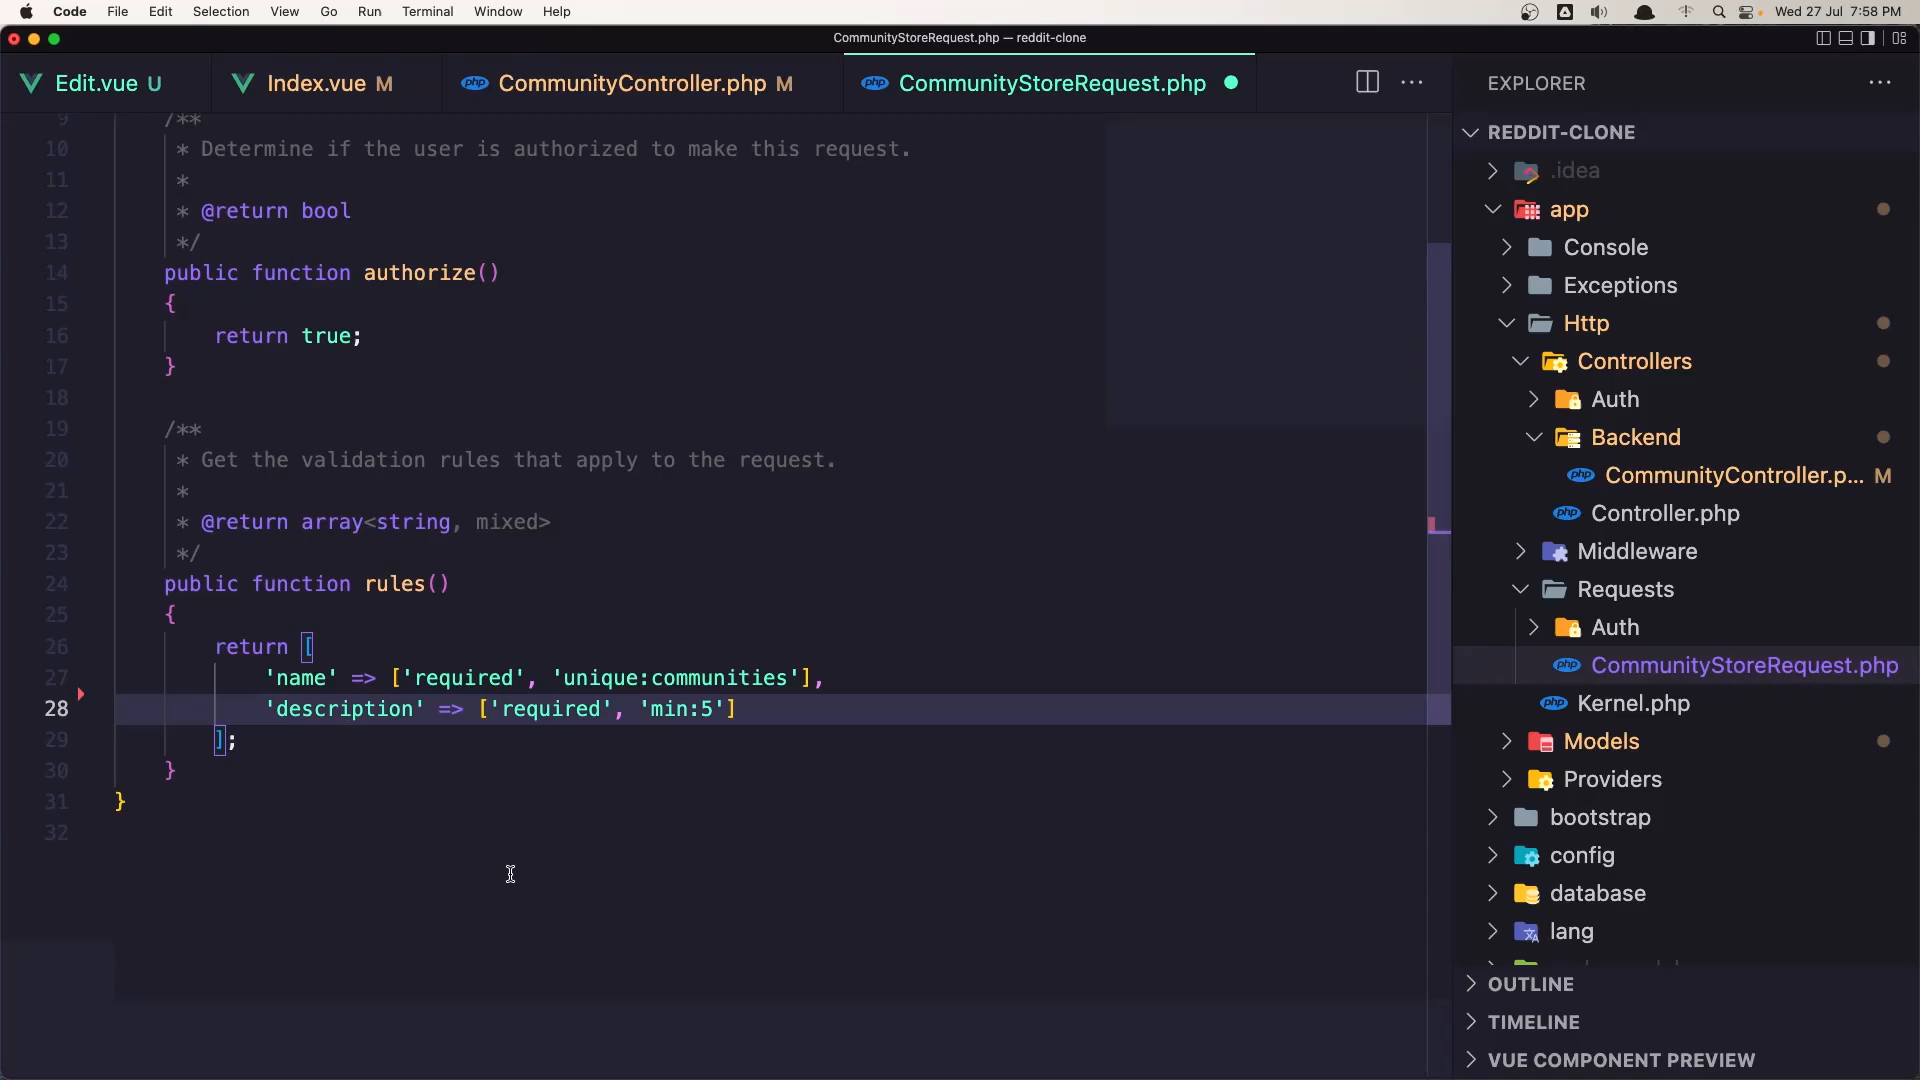 Code File Edit Selection View Go Run Terminal Window Help Wed 27 Jul 7:58 PM
CommunityStoreRequest.php — reddit-clone
Edit.vue U Index.vue M CommunityController.php M CommunityStoreRequest.php
9 /**
10 * Determine if the user is authorized to make this request.
11 *
12 * @return bool
13 */
14 public function authorize()
15 {
16 return true;
17 }
18
19 /**
20 * Get the validation rules that apply to the request.
21 *
22 * @return array<string, mixed>
23 */
24 public function rules()
25 {
26 return [
27 'name' => ['required', 'unique:communities'],
28 'description' => ['required', 'min:5']
29 ];
30 }
31 }
32
EXPLORER
REDDIT-CLONE
.idea
app
Console
Exceptions
Http
Controllers
Auth
Backend
CommunityController.p... M
Controller.php
Middleware
Requests
Auth
CommunityStoreRequest.php
Kernel.php
Models
Providers
bootstrap
config
database
lang
OUTLINE
TIMELINE
VUE COMPONENT PREVIEW